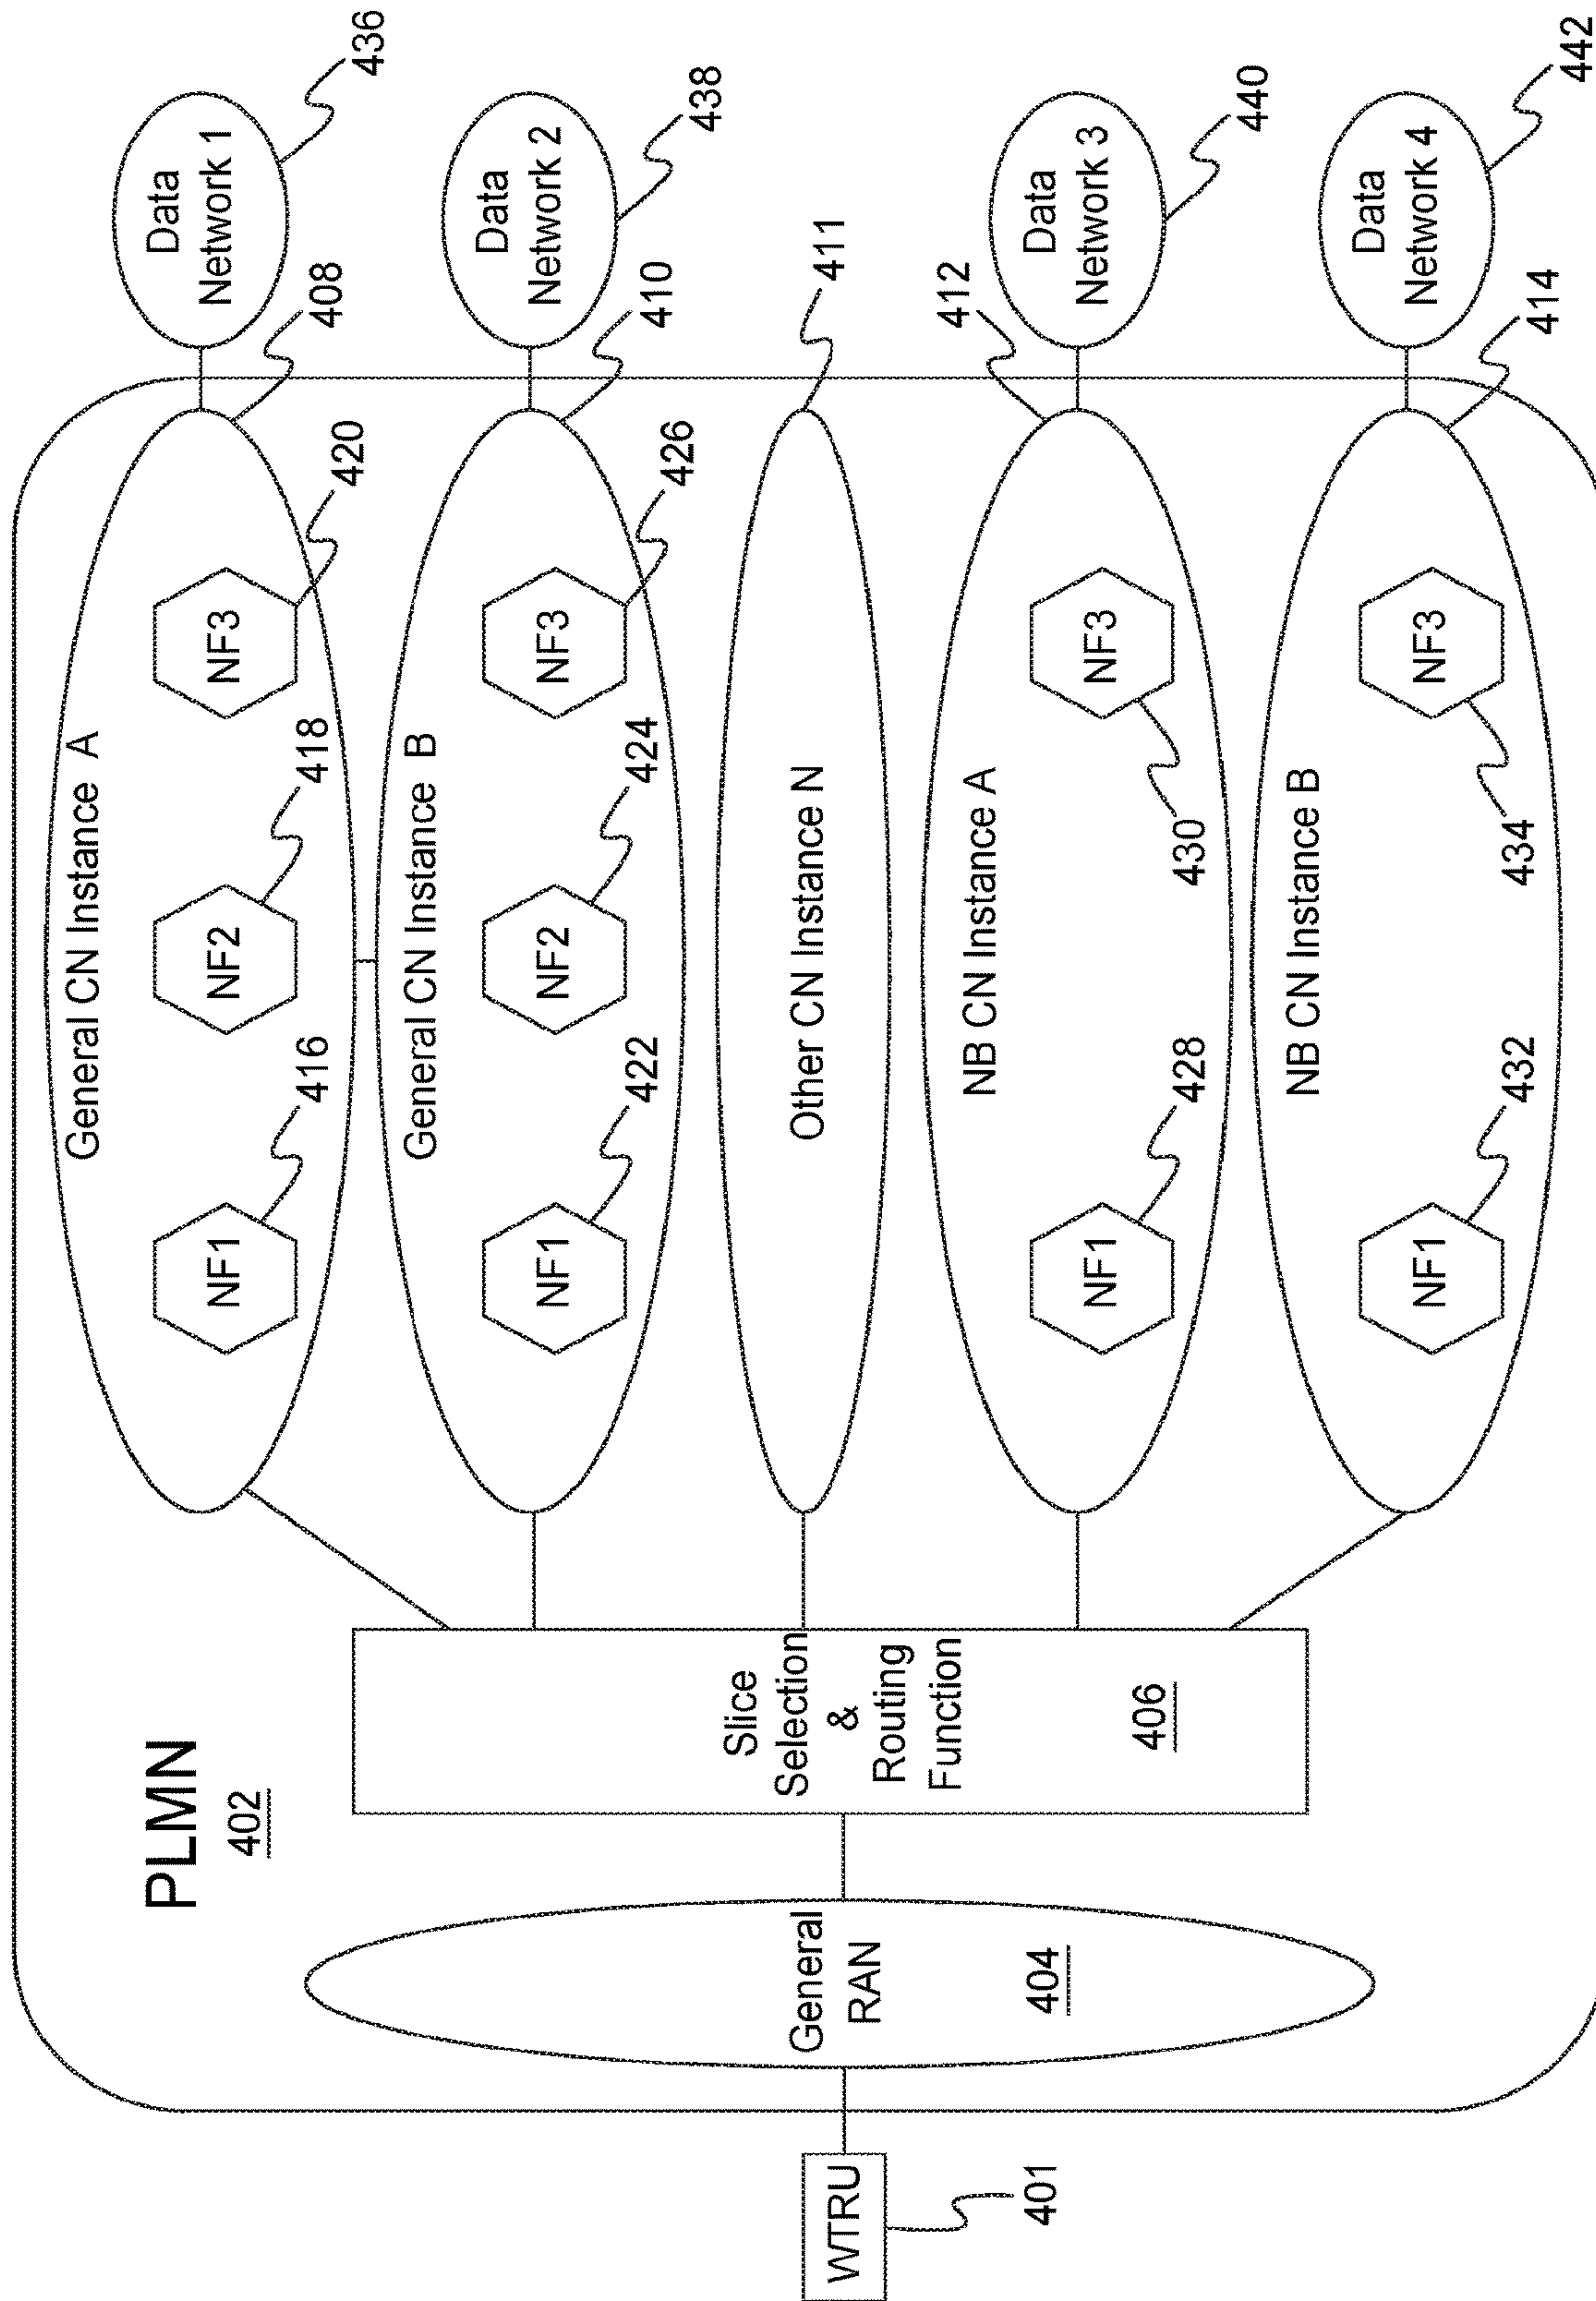 PLMN
402
WTRU
401
General
RAN
404
Slice
Selection
&
Routing
Function
406
General CN Instance A
NF1
416
NF2
418
NF3
420
408
Data
Network 1
436
General CN Instance B
NF1
422
NF2
424
NF3
426
410
Data
Network 2
438
Other CN Instance N
411
NB CN Instance A
NF1
428
NF3
430
412
Data
Network 3
440
NB CN Instance B
NF1
432
NF3
434
414
Data
Network 4
442